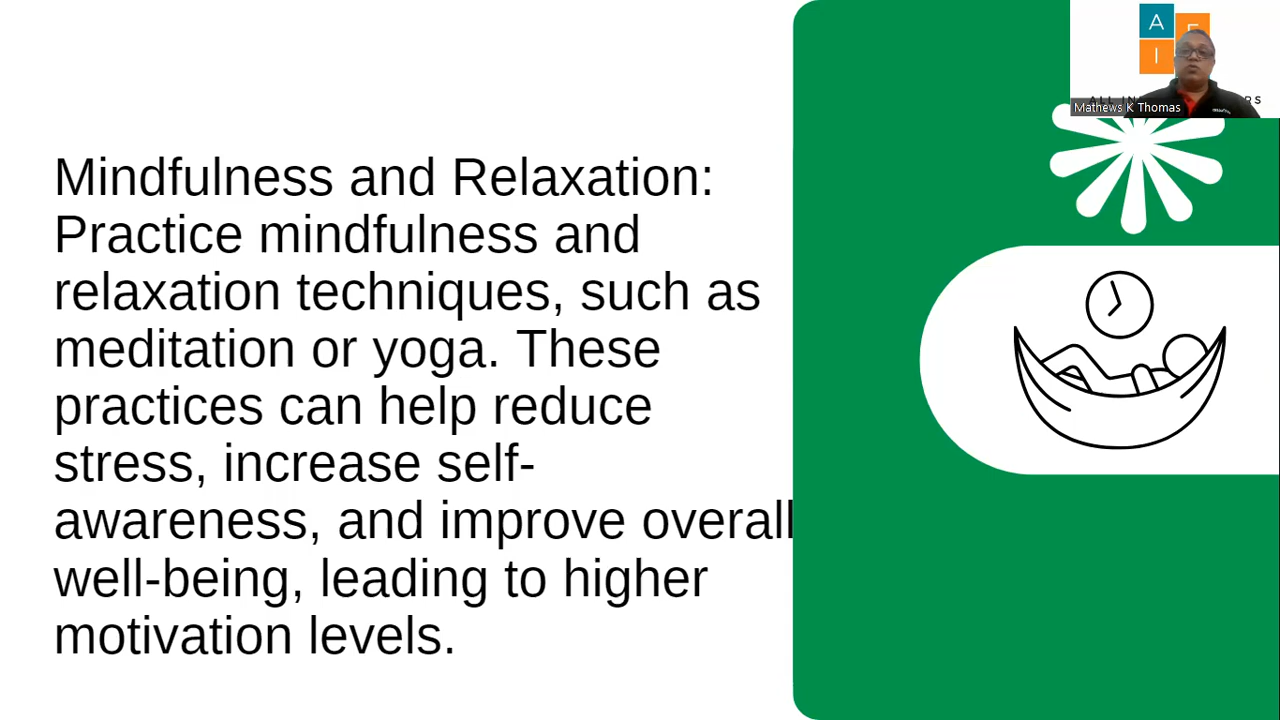 A
F
I
Mathews K Thomas
Mindfulness and Relaxation:
Practice mindfulness and
relaxation techniques, such as
meditation or yoga. These
practices can help reduce
stress, increase self-
awareness, and improve overall
well-being, leading to higher
motivation levels.